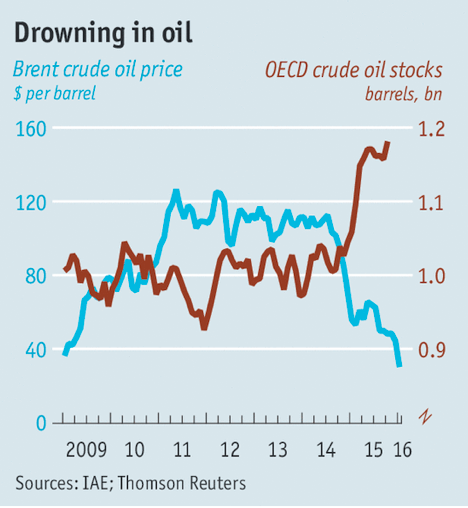 Drowning in oil
Brent crude oil price
$ per barrel
OECD crude oil stocks
barrels, bn
160
1.2
120
1.1
80
1.0
40
0.9
0
2009 10 11 12 13 14 15 16
Sources: IAE; Thomson Reuters